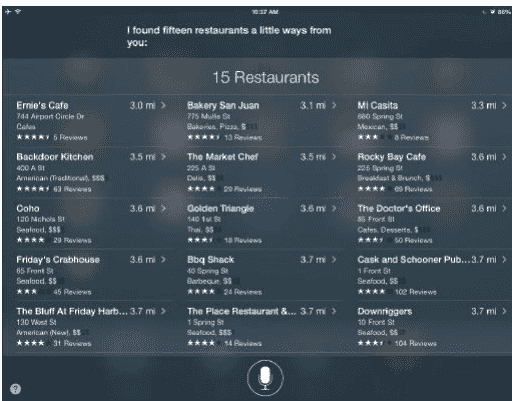 10:37 AM
86%
I found fifteen restaurants a little ways from
you:
15 Restaurants
Ernie's Cafe 3.0 mi
744 Airport Circle Dr
Cafes
5 Reviews
Bakery San Juan 3.1 mi
775 Mullis St
Bakeries, Pizza, $
13 Reviews
Mi Casita 3.3 mi
680 Spring St
Mexican, $$
8 Reviews
Backdoor Kitchen 3.5 mi
400 A St
American (Traditional), $$$
63 Reviews
The Market Chef 3.5 mi
225 A St
Delis, $$
29 Reviews
Rocky Bay Cafe 3.6 mi
225 Spring St
Breakfast & Brunch, $
69 Reviews
Coho 3.6 mi
120 Nichols St
Seafood, $$$
29 Reviews
Golden Triangle 3.6 mi
140 1st St
Thai, $$
18 Reviews
The Doctor's Office 3.6 mi
85 Front St
Cafes, Desserts, $
50 Reviews
Friday's Crabhouse 3.6 mi
65 Front St
Seafood, $$
45 Reviews
Bbq Shack 3.7 mi
40 Spring St
Barbeque, $$
24 Reviews
Cask and Schooner Pub... 3.7 mi
1 Front St
Seafood, $$
102 Reviews
The Bluff At Friday Harb... 3.7 mi
130 West St
American (New), $$
31 Reviews
The Place Restaurant &... 3.7 mi
1 Spring St
Seafood, $$
14 Reviews
Downriggers 3.7 mi
10 Front St
Seafood, $$
104 Reviews
?